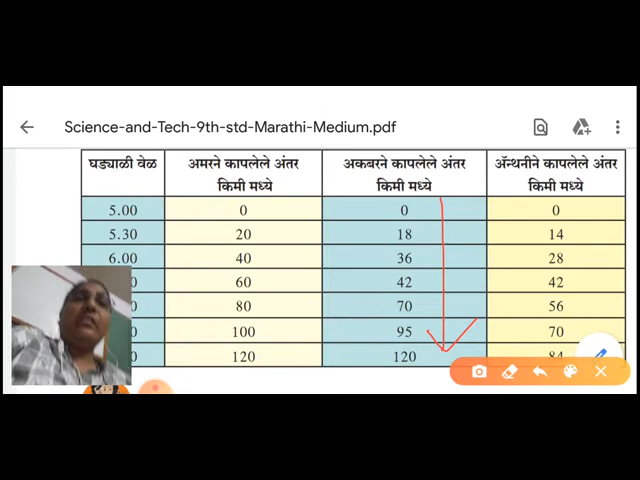 Science-and-Tech-9th-std-Marathi-Medium.pdf
घड्याळी वेळ अमरने कापलेले अंतर किमी मध्ये अकबरने कापलेले अंतर किमी मध्ये ॲन्थनीने कापलेले अंतर किमी मध्ये
5.00 0 0 0
5.30 20 18 14
6.00 40 36 28
60 42 42
80 70 56
100 95 70
120 120 84